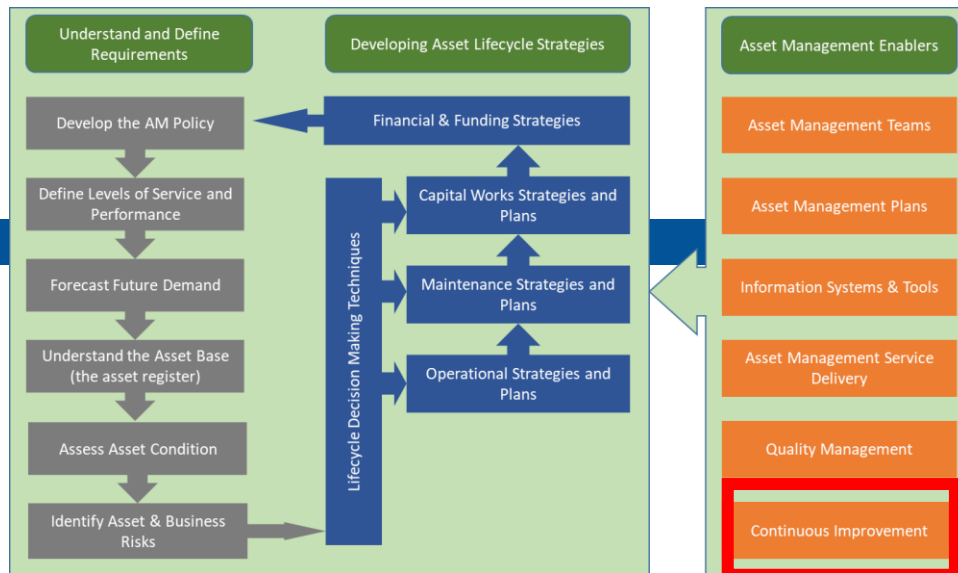 Understand and Define
Requirements
Develop the AM Policy
Define Levels of Service and
Performance
Forecast Future Demand
Understand the Asset Base
(the asset register)
Assess Asset Condition
Identify Asset & Business
Risks
Developing Asset Lifecycle Strategies
Financial & Funding Strategies
Lifecycle Decision Making Techniques
Capital Works Strategies and
Plans
Maintenance Strategies and
Plans
Operational Strategies and
Plans
Asset Management Enablers
Asset Management Teams
Asset Management Plans
Information Systems & Tools
Asset Management Service
Delivery
Quality Management
Continuous Improvement